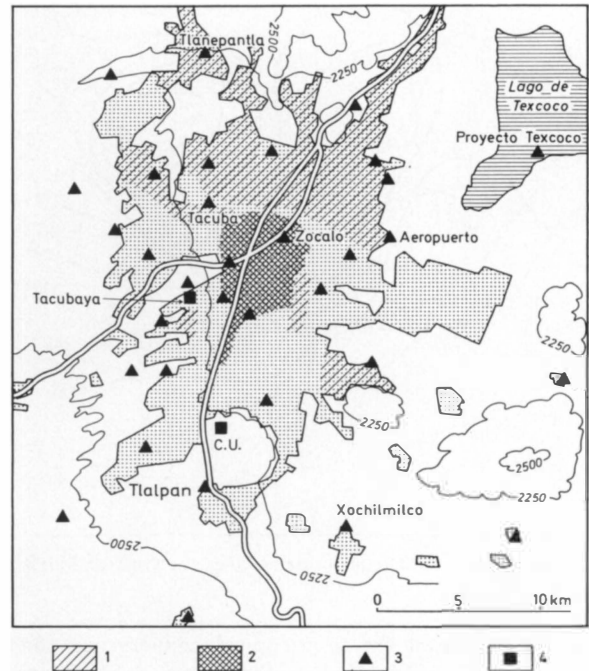 2500
Tlanepantla
2250
Lago de
Texcoco
Proyecto Texcoco
Tacuba
Zocalo
Aeropuerto
Tacubaya
2250
2250
C.U.
2500
2250
Tlalpan
Xochilmilco
2500
2250
0 5 10 km
1 2 3 4